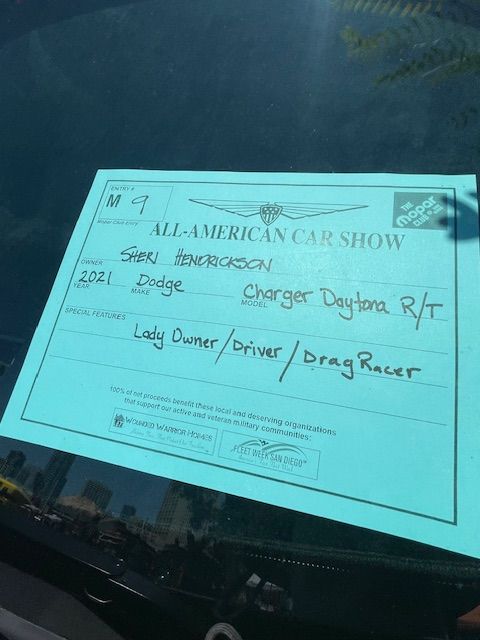 ENTRY #
M 9
Mopar Club Entry
THE
Mopar
ALL-AMERICAN CAR SHOW
SHERI HENDRICKSON
OWNER
2021 Dodge Charger Daytona R/T
YEAR MAKE MODEL
SPECIAL FEATURES
Lady Owner/Driver/Drag Racer
100% of net proceeds benefit these local and deserving organizations
that support our active and veteran military communities:
WOUNDED WARRIOR HOMES
FLEET WEEK SAN DIEGO